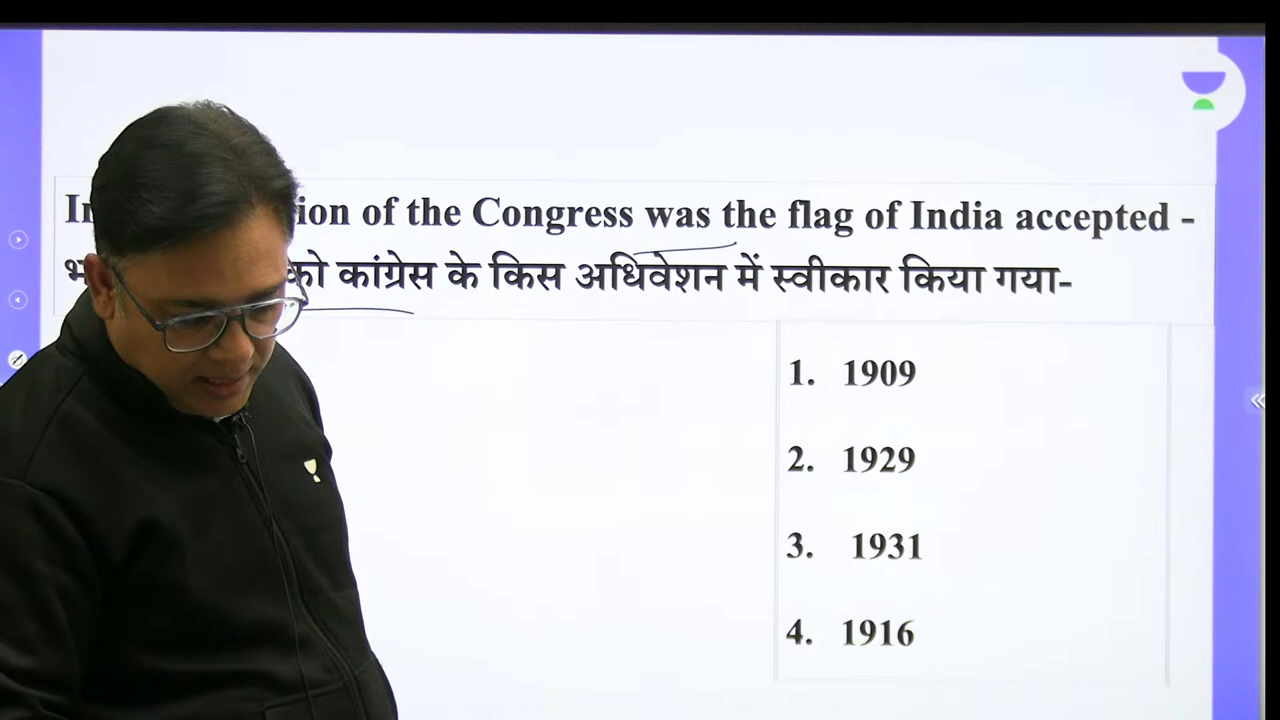 ion of the Congress was the flag of India accepted -
को कांग्रेस के किस अधिवेशन में स्वीकार किया गया-
1. 1909
2. 1929
3. 1931
4. 1916